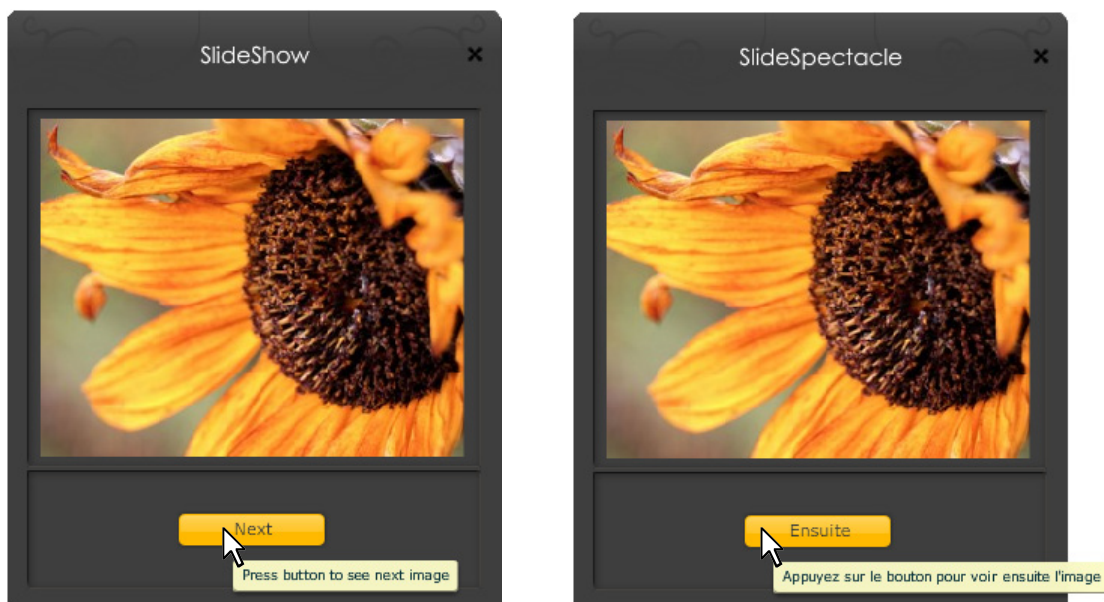 SlideShow
Next
Press button to see next image
SlideSpectacle
Ensuite
Appuyez sur le bouton pour voir ensuite l'image